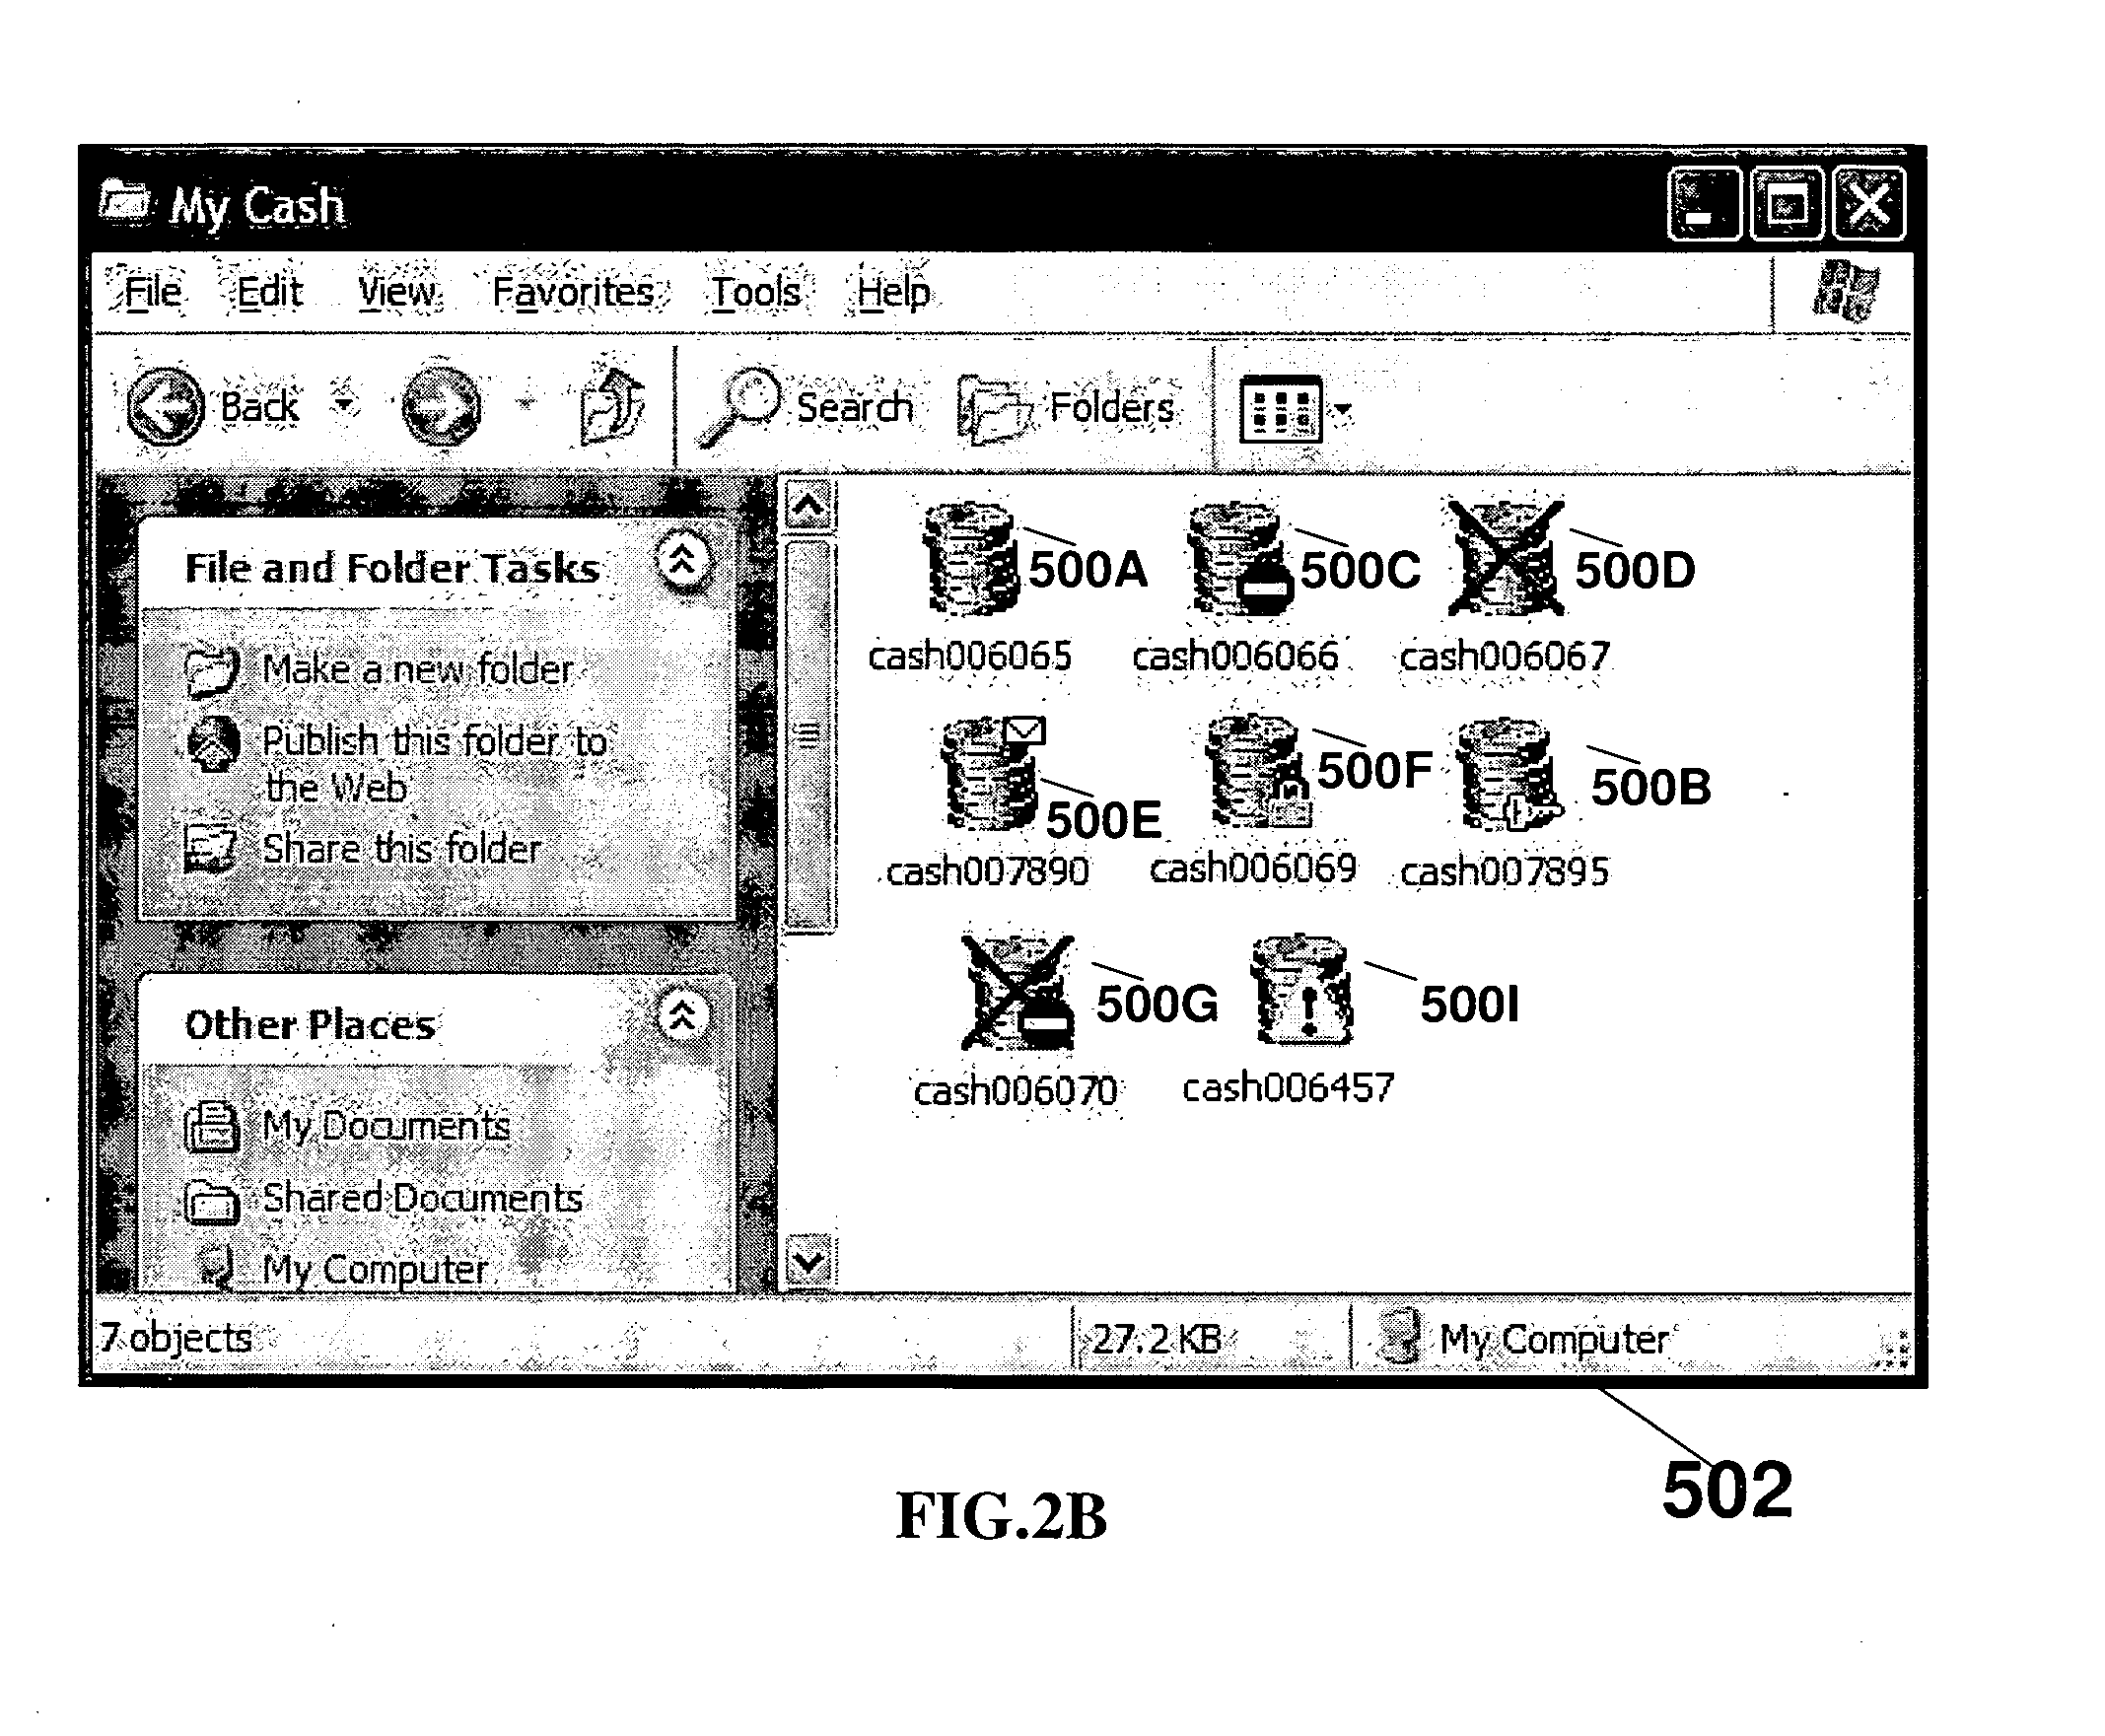 My Cash
File Edit View Favorites Tools Help
Back Search Folders
File and Folder Tasks
Make a new folder
Publish this folder to
the Web
Share this folder
Other Places
My Documents
Shared Documents
My Computer
500A 500C 500D
cash006065 cash006066 cash006067
500E 500F 500B
cash007890 cash006069 cash007895
500G 500I
cash006070 cash006457
7 objects 27.2 KB My Computer
502
FIG.2B